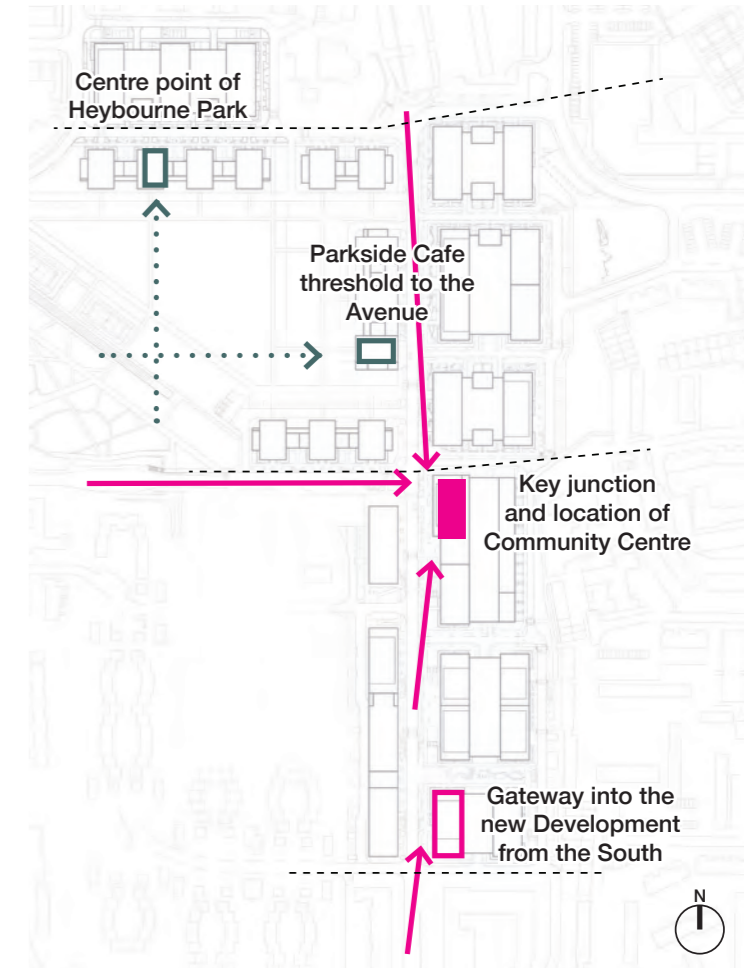 Centre point of
Heybourne Park
Parkside Cafe
threshold to the
Avenue
Key junction
and location of
Community Centre
Gateway into the
new Development
from the South
N